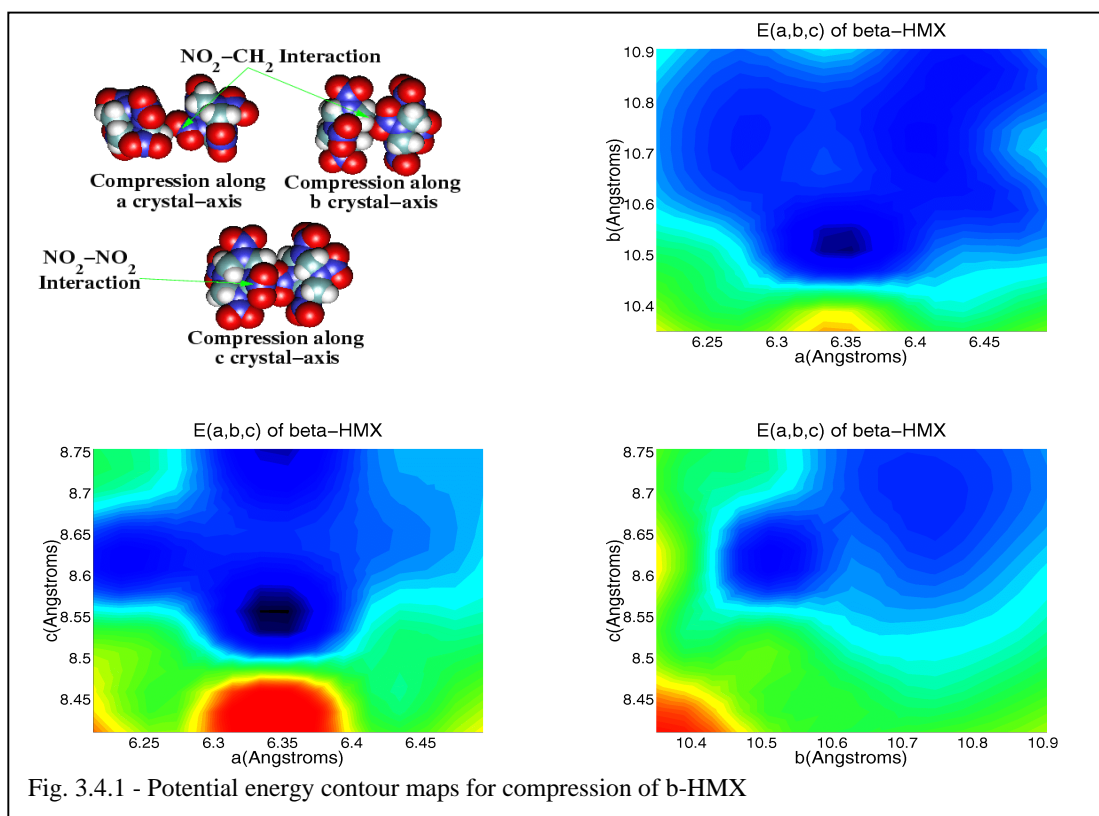 NO2−CH2 Interaction
Compression along
a crystal−axis
Compression along
b crystal−axis
NO2−NO2
Interaction
Compression along
c crystal−axis
E(a,b,c) of beta−HMX
10.9
10.8
10.7
10.6
10.5
10.4
b(Angstroms)
6.25 6.3 6.35 6.4 6.45
a(Angstroms)
E(a,b,c) of beta−HMX
8.75
8.7
8.65
8.6
8.55
8.5
8.45
c(Angstroms)
6.25 6.3 6.35 6.4 6.45
a(Angstroms)
E(a,b,c) of beta−HMX
8.75
8.7
8.65
8.6
8.55
8.5
8.45
c(Angstroms)
10.4 10.5 10.6 10.7 10.8 10.9
b(Angstroms)
Fig. 3.4.1 - Potential energy contour maps for compression of b-HMX